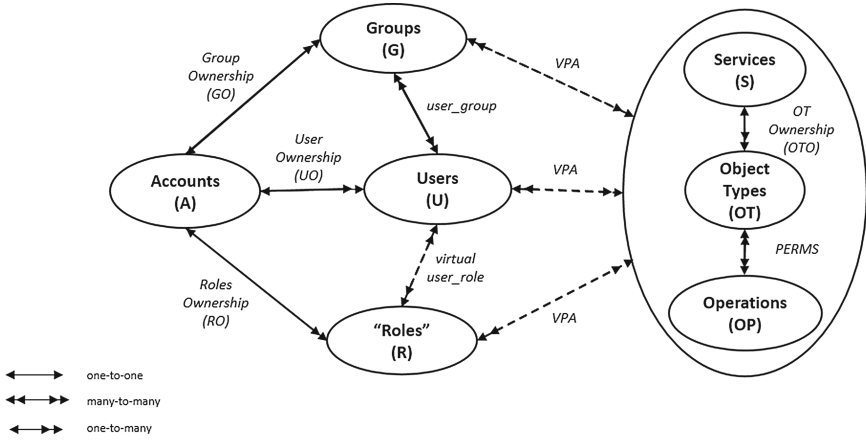 Groups
(G)
Group
Ownership
(GO)
VPA
user_group
Services
(S)
OT
Ownership
(OTO)
User
Ownership
(UO)
Accounts
(A)
Users
(U)
VPA
Object
Types
(OT)
PERMS
virtual
user_role
Roles
Ownership
(RO)
VPA
"Roles"
(R)
Operations
(OP)
one-to-one
many-to-many
one-to-many